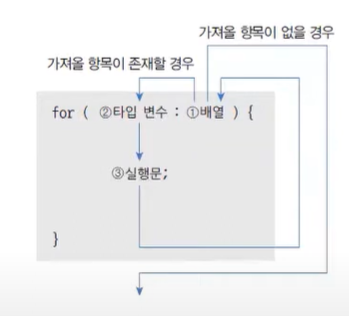 가져올 항목이 없을 경우
가져올 항목이 존재할 경우
for ( ②타입 변수 : ①배열 ) {
③실행문;
}